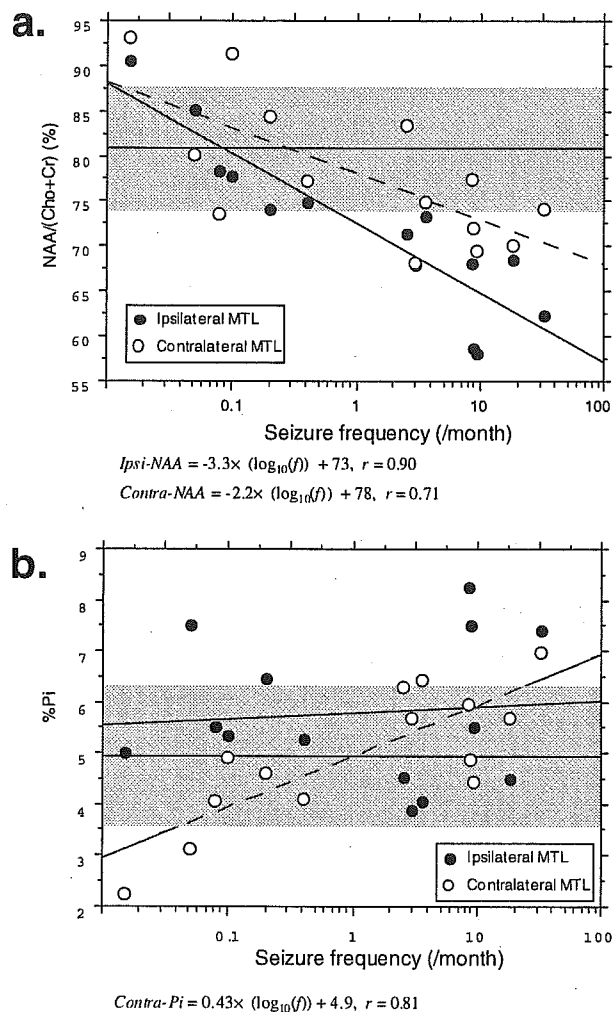 a.
95
90
85
80
75
70
65
60
55
NAA/(Cho+Cr) (%)
Ipsilateral MTL
Contralateral MTL
0.1
1
10
100
Seizure frequency (/month)
Ipsi-NAA = -3.3× (log10(f)) + 73, r = 0.90
Contra-NAA = -2.2× (log10(f)) + 78, r = 0.71
b.
9
8
7
6
5
4
3
2
%Pi
Ipsilateral MTL
Contralateral MTL
0.1
1
10
100
Seizure frequency (/month)
Contra-Pi = 0.43× (log10(f)) + 4.9, r = 0.81